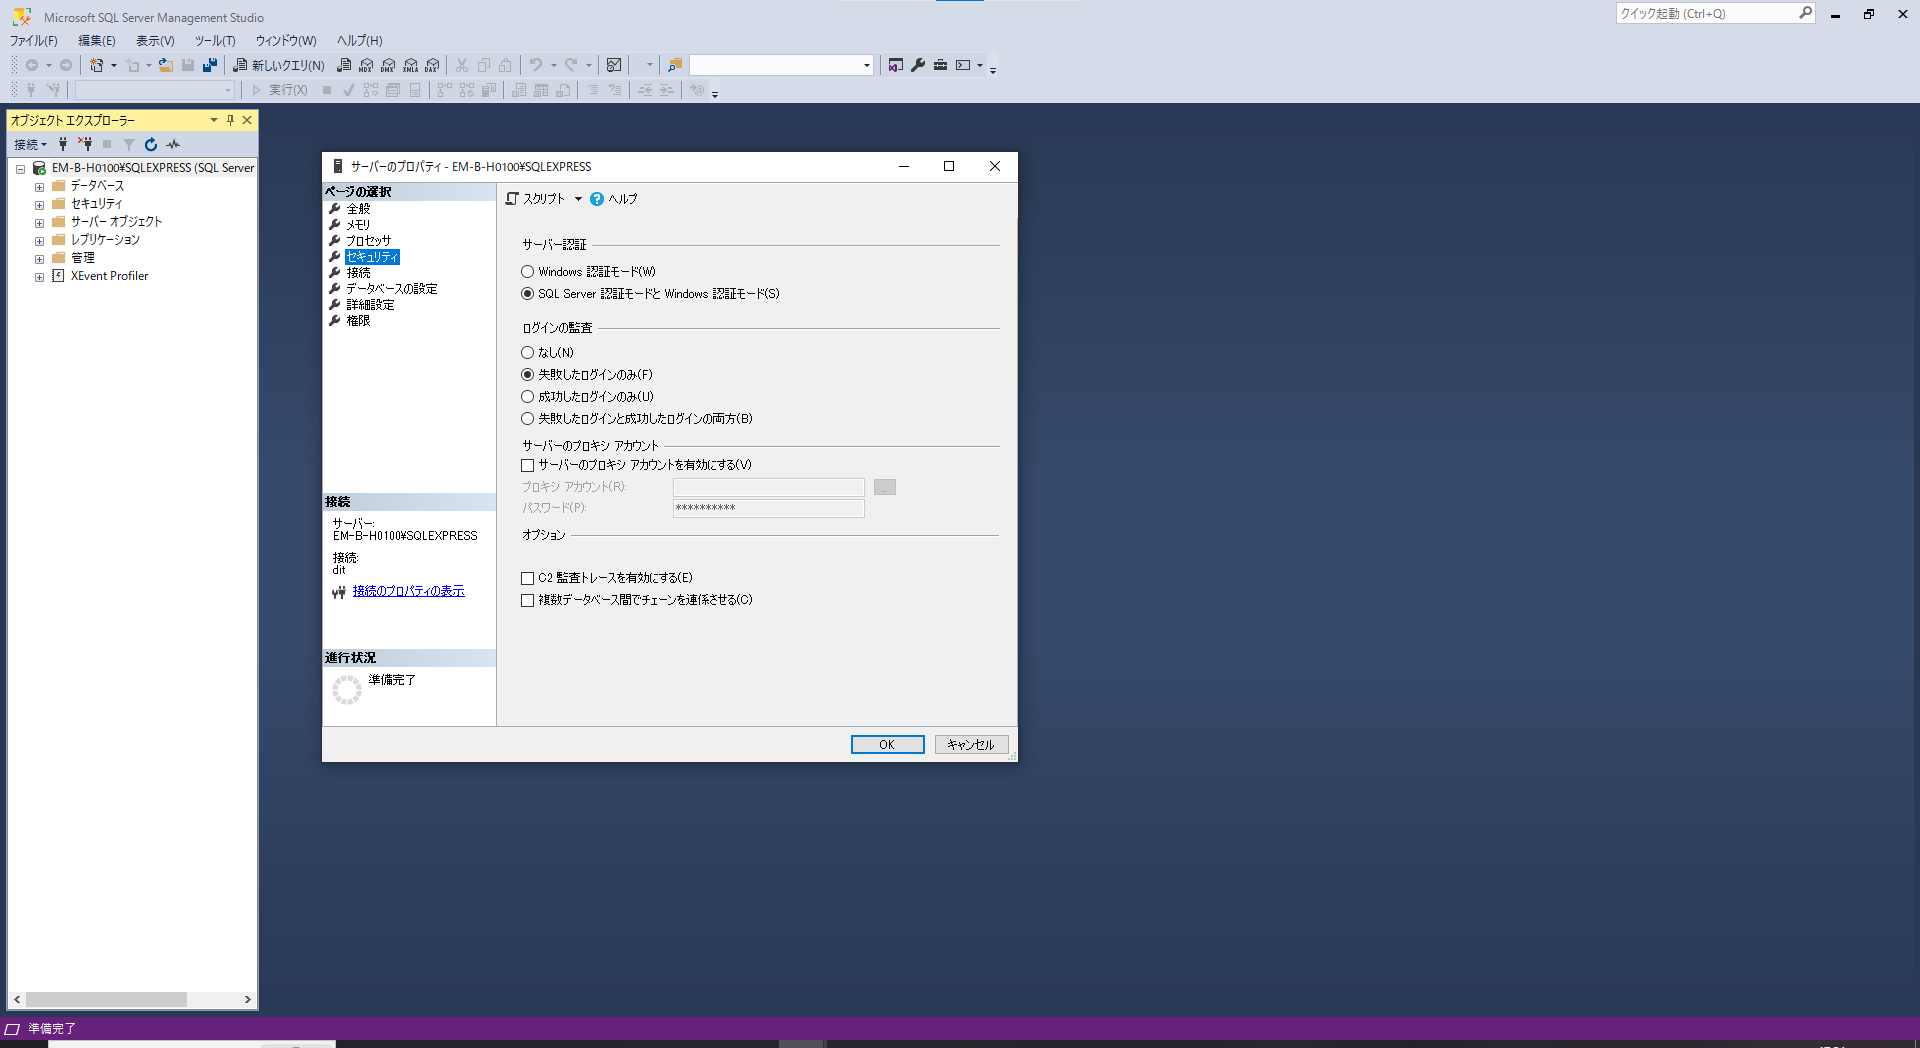 Microsoft SQL Server Management Studio
クイック起動 (Ctrl+Q)
ファイル(F) 編集(E) 表示(V) ツール(T) ウィンドウ(W) ヘルプ(H)
新しいクエリ(N) MDX DMX XMLA DAX
実行(X)
オブジェクト エクスプローラー
接続
EM-B-H0100¥SQLEXPRESS (SQL Server
データベース
セキュリティ
サーバー オブジェクト
レプリケーション
管理
XEvent Profiler
サーバーのプロパティ - EM-B-H0100¥SQLEXPRESS
ページの選択
全般
メモリ
プロセッサ
セキュリティ
接続
データベースの設定
詳細設定
権限
接続
サーバー:
EM-B-H0100¥SQLEXPRESS
接続:
dit
接続のプロパティの表示
進行状況
準備完了
スクリプト ヘルプ
サーバー認証
Windows 認証モード(W)
SQL Server 認証モードと Windows 認証モード(S)
ログインの監査
なし(N)
失敗したログインのみ(F)
成功したログインのみ(U)
失敗したログインと成功したログインの両方(B)
サーバーのプロキシ アカウント
サーバーのプロキシ アカウントを有効にする(V)
プロキシ アカウント(R):
...
パスワード(P): **********
オプション
C2 監査トレースを有効にする(E)
複数データベース間でチェーンを連係させる(C)
OK キャンセル
準備完了